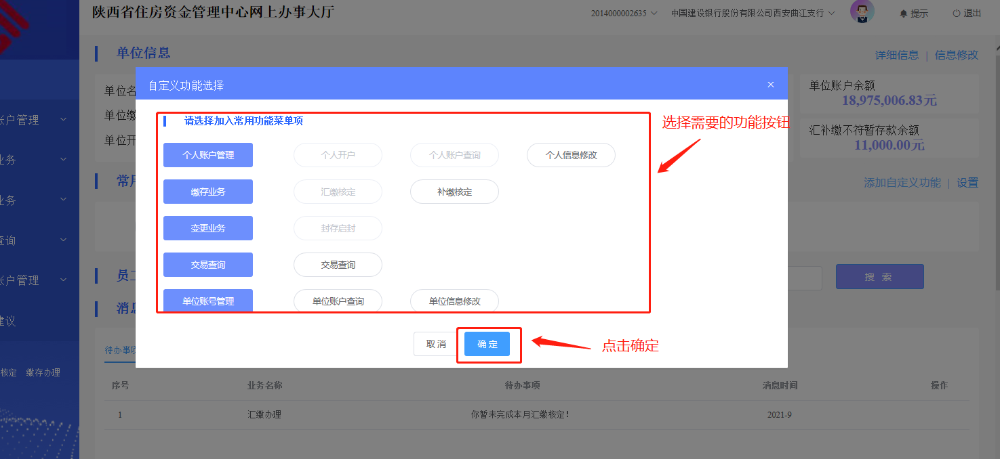 陕西省住房资金管理中心网上办事大厅
2014000002635 中国建设银行股份有限公司西安曲江支行 提示 退出
单位信息
详细信息 | 信息修改
自定义功能选择 ×
单位名
单位缴
单位开
单位账户余额
18,975,006.83元
汇补缴不符暂存款余额
11,000.00元
请选择加入常用功能菜单项
选择需要的功能按钮
个人账户管理 个人开户 个人账户查询 个人信息修改
缴存业务 汇缴核定 补缴核定
变更业务 封存启封
交易查询 交易查询
单位账号管理 单位账户查询 单位信息修改
取 消 确 定
点击确定
账户管理
业务
业务
查询
账户管理
建议
核定 缴存办理
常用
添加自定义功能 | 设置
员工
搜 索
消息
待办事项
序号 业务名称 待办事项 消息时间 操作
1 汇缴办理 你暂未完成本月汇缴核定! 2021-9